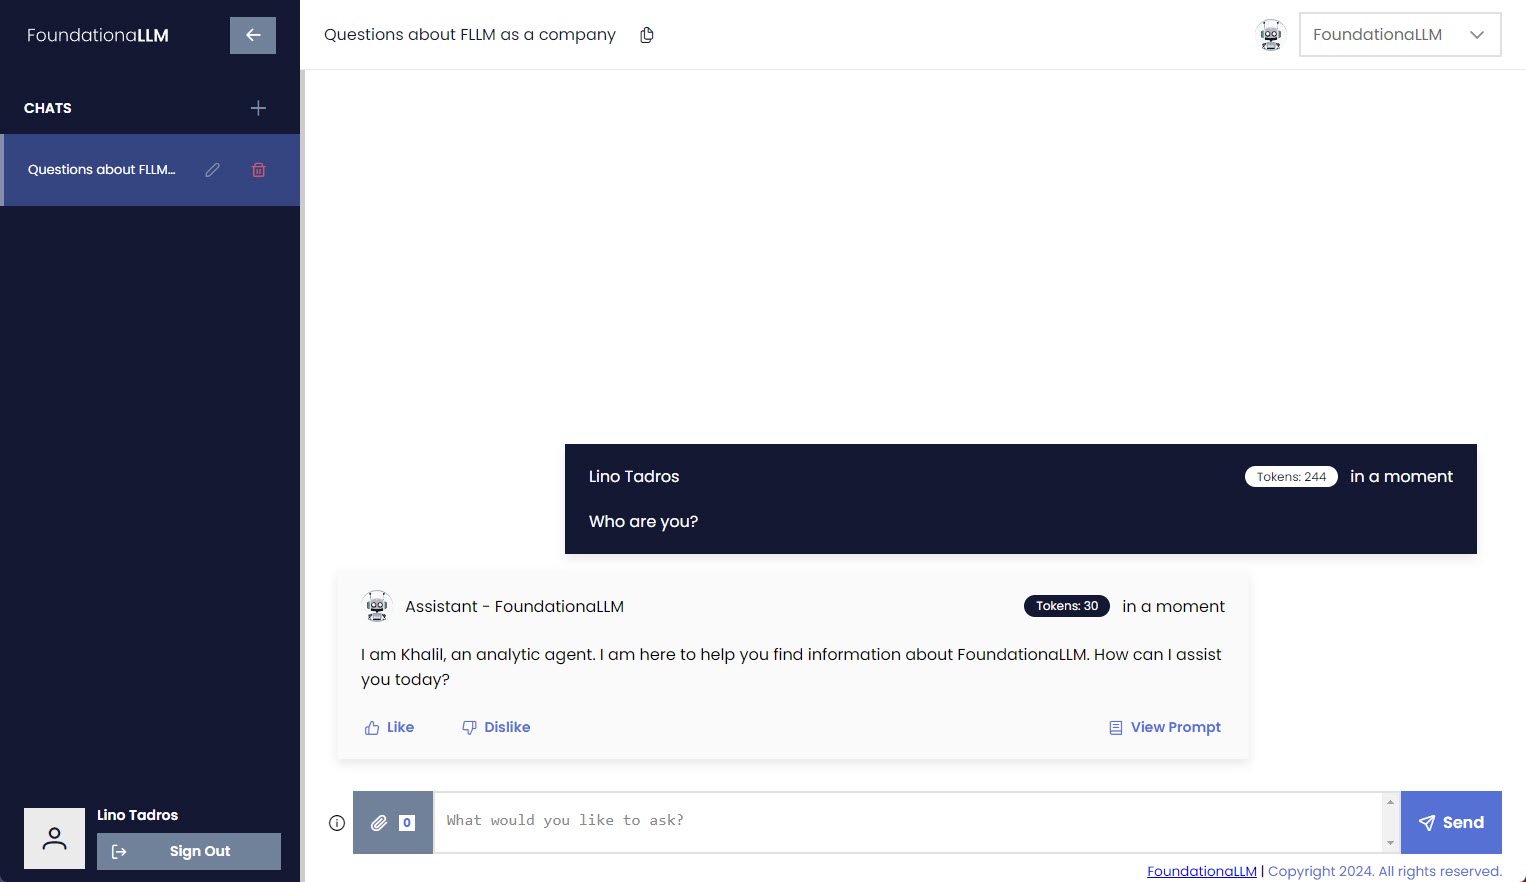 FoundationaLLM
Questions about FLLM as a company
FoundationaLLM
CHATS
Questions about FLLM...
Lino Tadros
Tokens: 244
in a moment
Who are you?
Assistant - FoundationaLLM
Tokens: 30
in a moment
I am Khalil, an analytic agent. I am here to help you find information about FoundationaLLM. How can I assist
you today?
Like
Dislike
View Prompt
Lino Tadros
Sign Out
0
What would you like to ask?
Send
FoundationaLLM | Copyright 2024. All rights reserved.